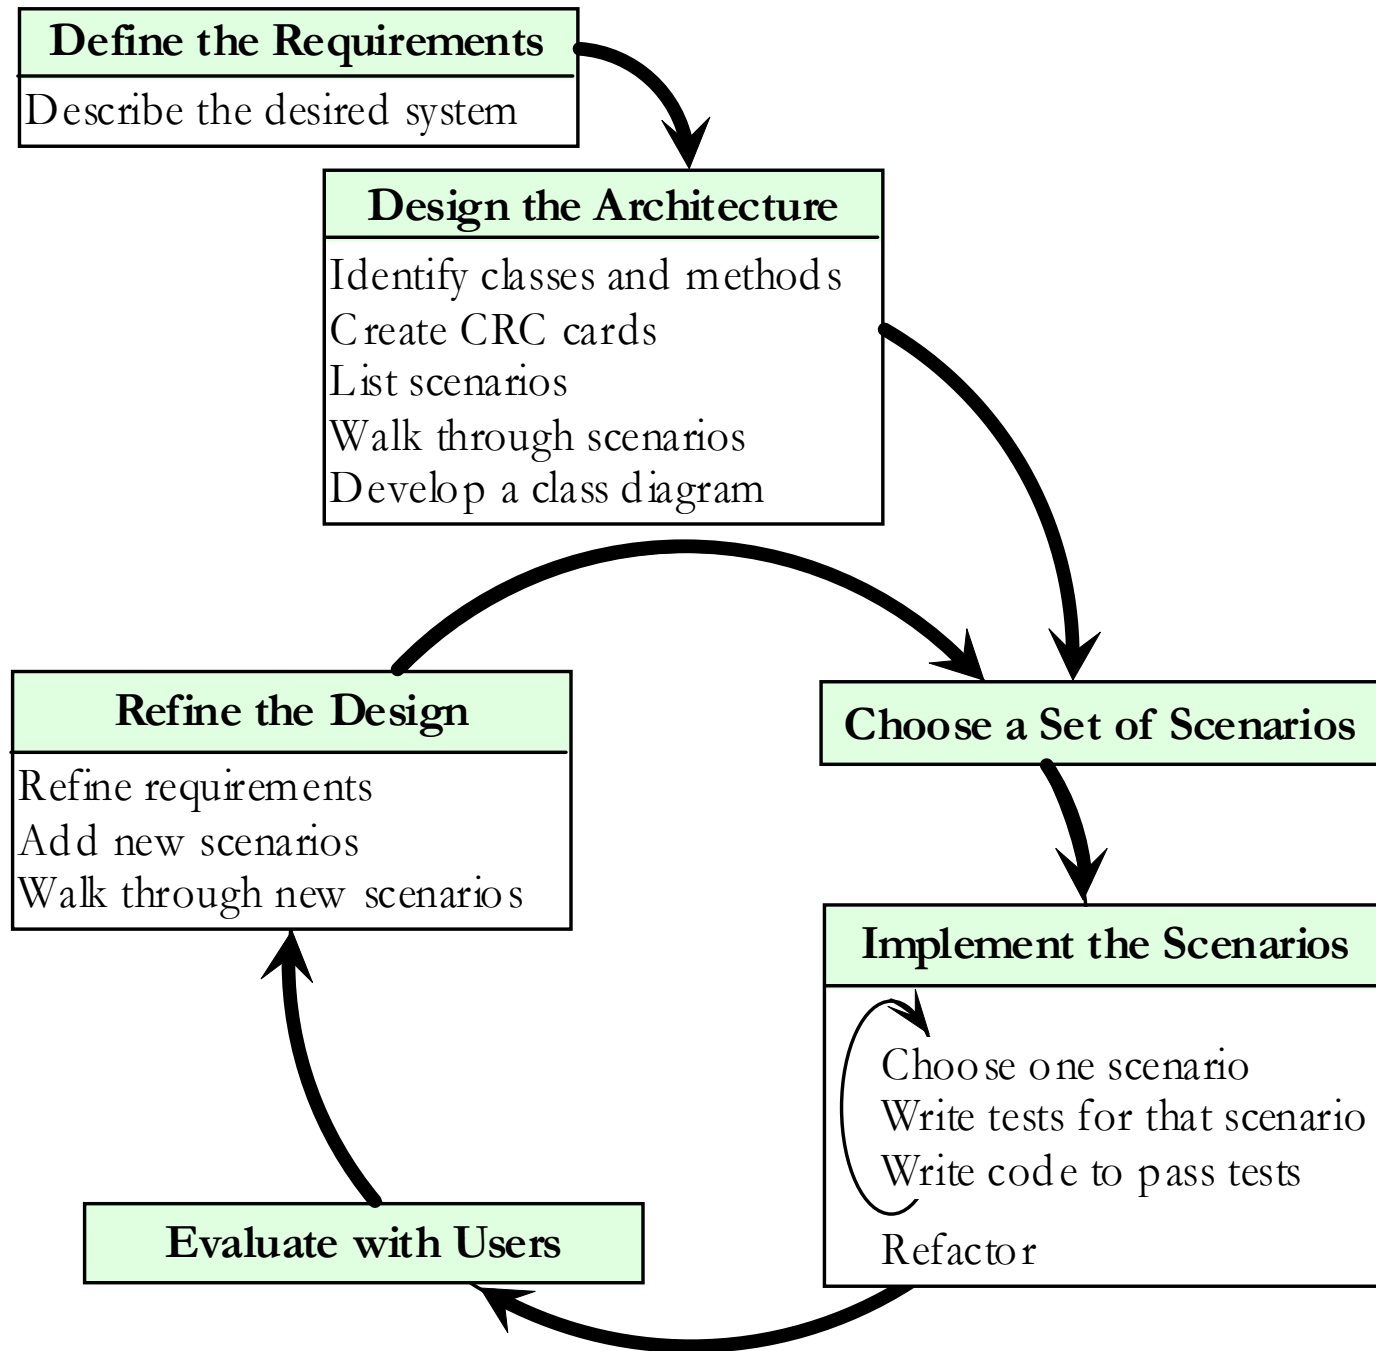 Define the Requirements
Describe the desired system
Design the Architecture
Identify classes and methods
Create CRC cards
List scenarios
Walk through scenarios
Develop a class diagram
Refine the Design
Refine requirements
Add new scenarios
Walk through new scenarios
Choose a Set of Scenarios
Implement the Scenarios
Choose one scenario
Write tests for that scenario
Write code to pass tests
Refactor
Evaluate with Users